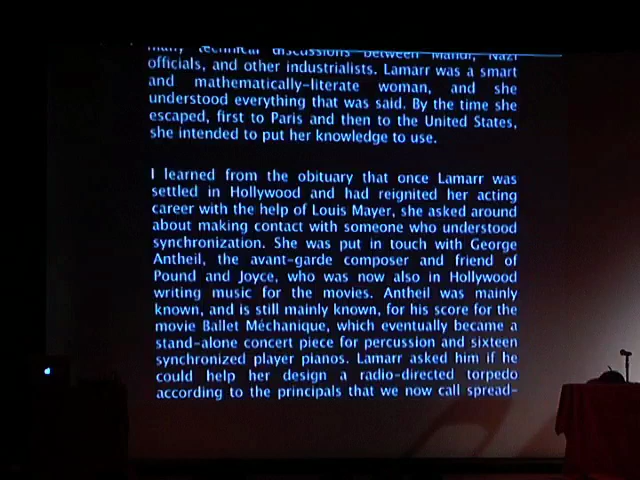 many technical discussions between Mandl, Nazi
officials, and other industrialists. Lamarr was a smart
and mathematically-literate woman, and she
understood everything that was said. By the time she
escaped, first to Paris and then to the United States,
she intended to put her knowledge to use.
I learned from the obituary that once Lamarr was
settled in Hollywood and had reignited her acting
career with the help of Louis Mayer, she asked around
about making contact with someone who understood
synchronization. She was put in touch with George
Antheil, the avant-garde composer and friend of
Pound and Joyce, who was now also in Hollywood
writing music for the movies. Antheil was mainly
known, and is still mainly known, for his score for the
movie Ballet Méchanique, which eventually became a
stand-alone concert piece for percussion and sixteen
synchronized player pianos. Lamarr asked him if he
could help her design a radio-directed torpedo
according to the principals that we now call spread-